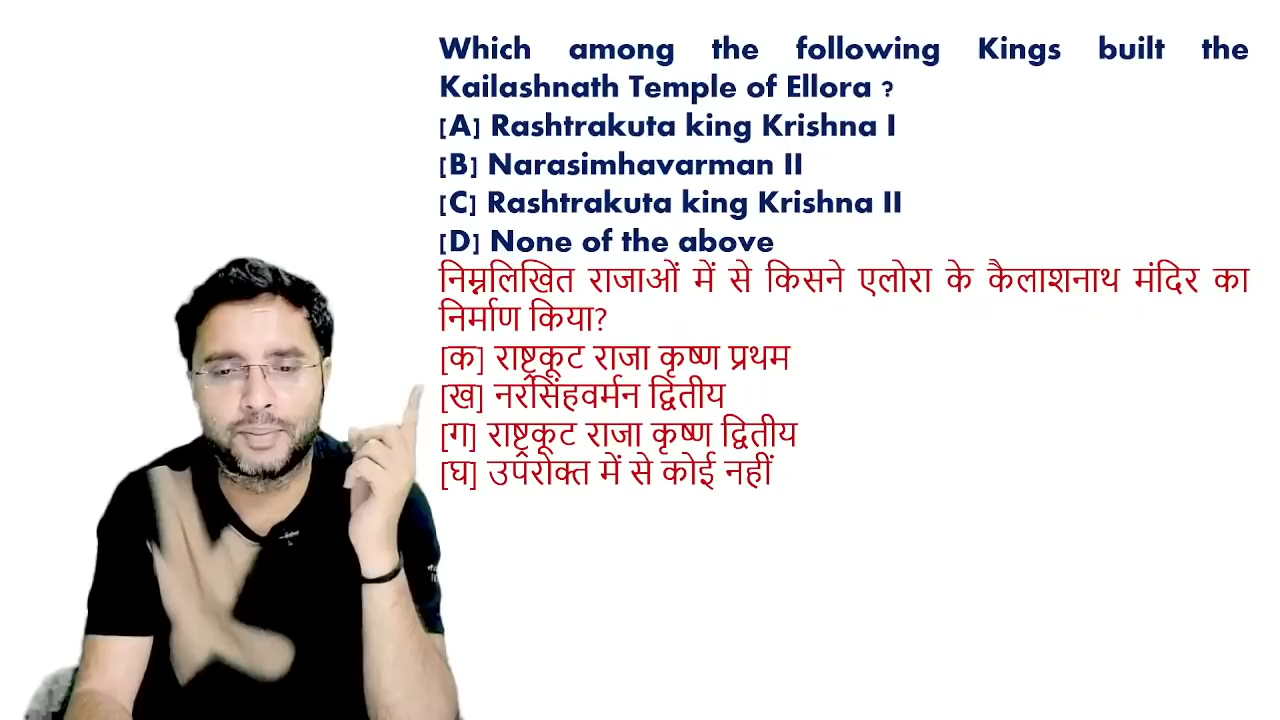 Which among the following Kings built the
Kailashnath Temple of Ellora ?
[A] Rashtrakuta king Krishna I
[B] Narasimhavarman II
[C] Rashtrakuta king Krishna II
[D] None of the above
निम्नलिखित राजाओं में से किसने एलोरा के कैलाशनाथ मंदिर का
निर्माण किया?
[क] राष्ट्रकूट राजा कृष्ण प्रथम
[ख] नरसिंहवर्मन द्वितीय
[ग] राष्ट्रकूट राजा कृष्ण द्वितीय
[घ] उपरोक्त में से कोई नहीं